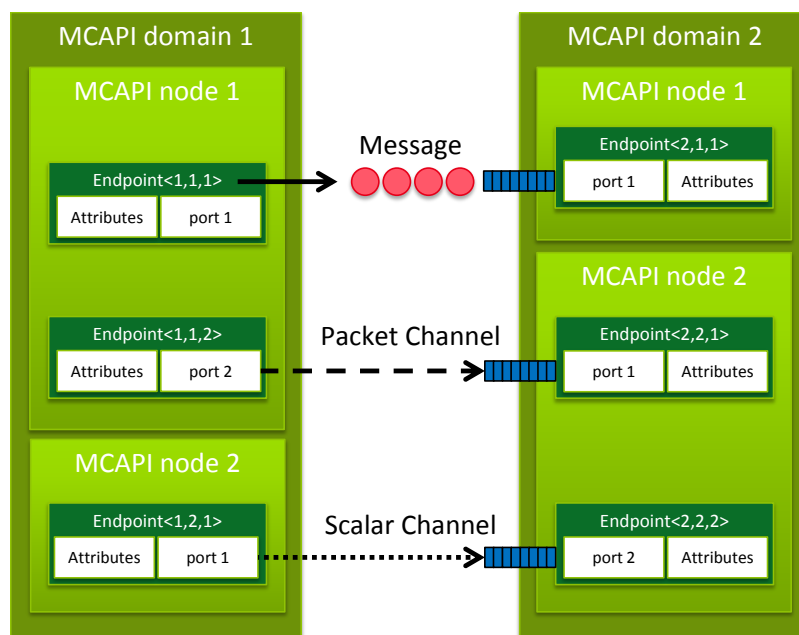 MCAPI domain 1
MCAPI node 1
Endpoint<1,1,1>
Attributes
port 1
Endpoint<1,1,2>
Attributes
port 2
MCAPI node 2
Endpoint<1,2,1>
Attributes
port 1
Message
Packet Channel
Scalar Channel
MCAPI domain 2
MCAPI node 1
Endpoint<2,1,1>
port 1
Attributes
MCAPI node 2
Endpoint<2,2,1>
port 1
Attributes
Endpoint<2,2,2>
port 2
Attributes